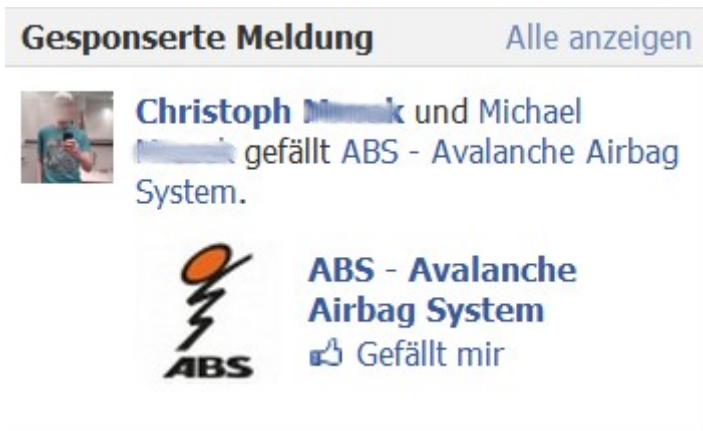 Gesponserte Meldung Alle anzeigen
Christoph und Michael
gefällt ABS - Avalanche Airbag
System.
ABS - Avalanche
Airbag System
Gefällt mir
ABS